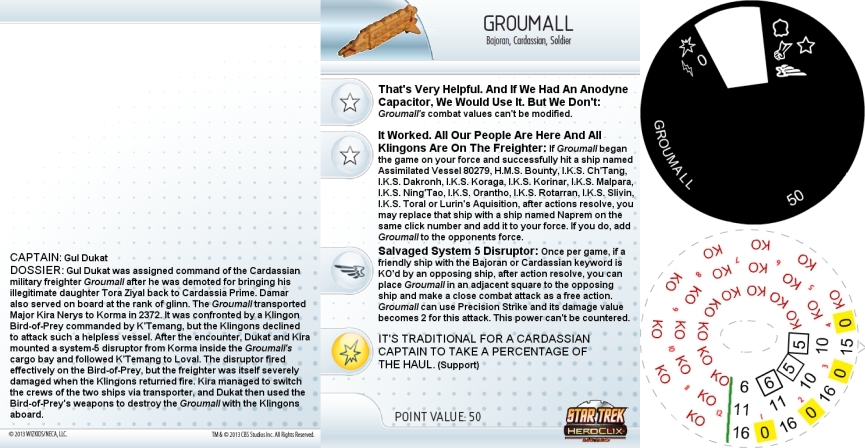 CAPTAIN: Gul Dukat
DOSSIER: Gul Dukat was assigned command of the Cardassian
military freighter Groumall after he was demoted for bringing his
illegitimate daughter Tora Ziyal back to Cardassia Prime. Damar
also served on board at the rank of glinn. The Groumall transported
Major Kira Nerys to Korma in 2372. It was confronted by a Klingon
Bird-of-Prey commanded by K'Temang, but the Klingons declined
to attack such a helpless vessel. After the encounter, Dukat and Kira
mounted a system-5 disruptor from Korma inside the Groumall's
cargo bay and followed K'Temang to Loval. The disruptor fired
effectively on the Bird-of-Prey, but the freighter was itself severely
damaged when the Klingons returned fire. Kira managed to switch
the crews of the two ships via transporter, and Dukat then used the
Bird-of-Prey's weapons to destroy the Groumall with the Klingons
aboard.
© 2013 WIZKIDS/NECA, LLC.
TM & © 2013 CBS Studios Inc. All Rights Reserved.
GROUMALL
Bajoran, Cardassian, Soldier
That's Very Helpful. And If We Had An Anodyne
Capacitor, We Would Use It. But We Don't:
Groumall's combat values can't be modified.
It Worked. All Our People Are Here And All
Klingons Are On The Freighter: If Groumall began
the game on your force and successfully hit a ship named
Assimilated Vessel 80279, H.M.S. Bounty, I.K.S. Ch'Tang,
I.K.S. Dakronh, I.K.S. Koraga, I.K.S. Korinar, I.K.S. Malpara,
I.K.S. Ning'Tao, I.K.S. Orantho, I.K.S. Rotarran, I.K.S. Slivin,
I.K.S. Toral or Lurin's Aquisition, after actions resolve, you
may replace that ship with a ship named Naprem on the
same click number and add it to your force. If you do, add
Groumall to the opponents force.
Salvaged System 5 Disruptor: Once per game, if a
friendly ship with the Bajoran or Cardassian keyword is
KO'd by an opposing ship, after action resolve, you can
place Groumall in an adjacent square to the opposing
ship and make a close combat attack as a free action.
Groumall can use Precision Strike and its damage value
becomes 2 for this attack. This power can't be countered.
IT'S TRADITIONAL FOR A CARDASSIAN
CAPTAIN TO TAKE A PERCENTAGE OF
THE HAUL. (Support)
POINT VALUE: 50
STAR TREK
HEROCLIX
0
GROUMALL
50
KO KO KO KO KO KO KO KO KO
6 6 5 5
11 11 10 10
16 0 16 0 16 0 15 0